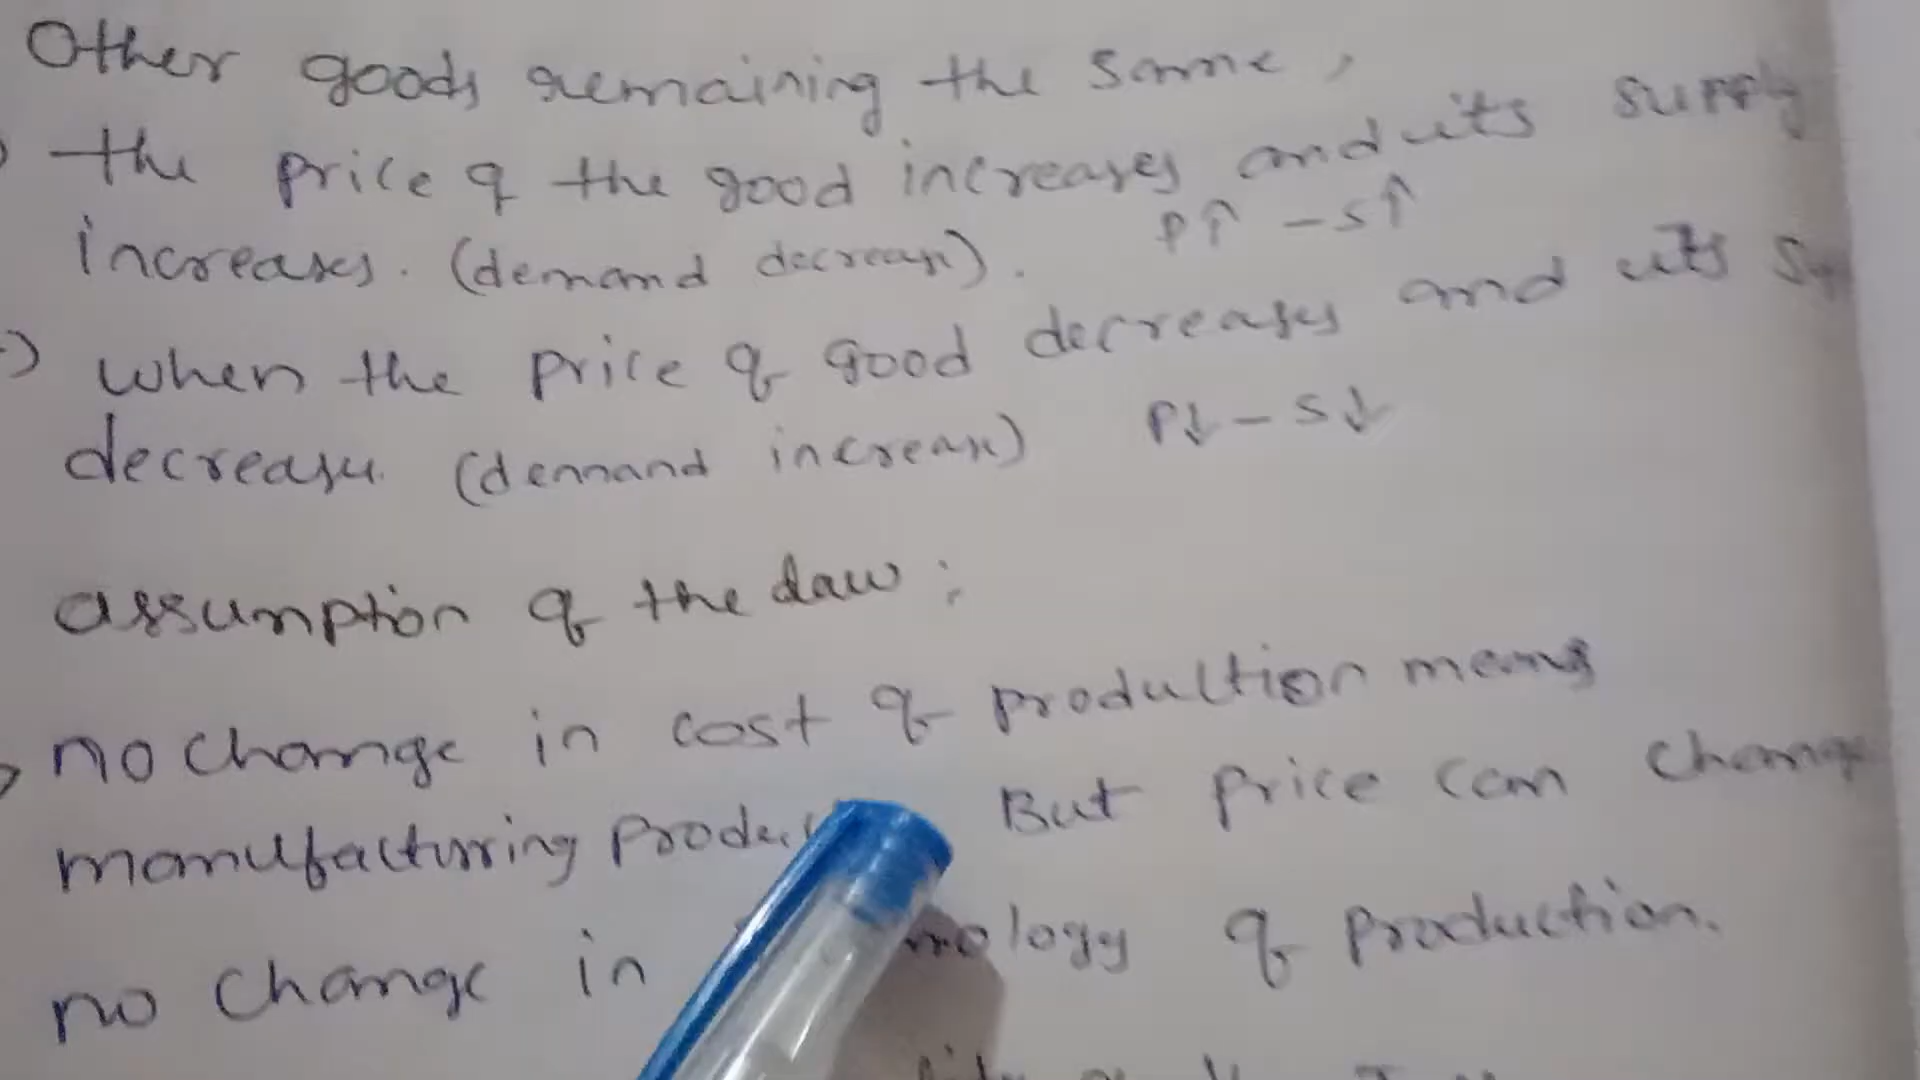 Other goods remaining the same,
the price of the good increases and its supply
increases. (demand decrease). P↑ - S↑
when the price of good decreases and its
decrease. (demand increase) P↓ - S↓
assumption of the law :
no change in cost of production means
manufacturing But price can change
no change in of production.